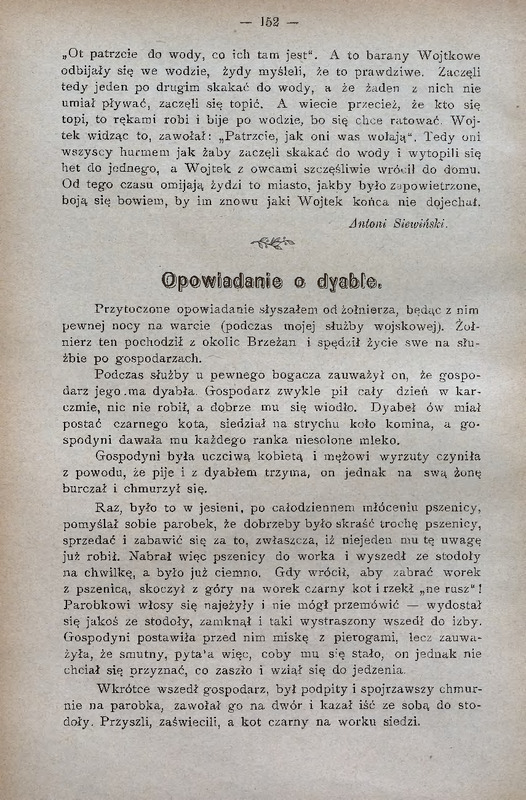 — 152 —
„Ot patrzcie do wody, co ich tam jest“. A to barany Wojtkowe
odbijały się we wodzie, żydy myśleli, że to prawdziwe. Zaczęli
tedy jeden po drugim skakać do wody, a że żaden z nich nie
umiał pływać, zaczęli się topić. A wiecie przecież, że kto się
topi, to rękami robi i bije po wodzie, bo się chce ratować. Woj-
tek widząc to, zawołał: „Patrzcie, jak oni was wołają“. Tedy oni
wszyscy hurmem jak żaby zaczęli skakać do wody i wytopili się
het do jednego, a Wojtek z owcami szczęśliwie wrócił do domu.
Od tego czasu omijają żydzi to miasto, jakby było zapowietrzone,
boją się bowiem, by im znowu jaki Wojtek końca nie dojechał.
Antoni Siewiński.
Opowiadanie o dyable.
Przytoczone opowiadanie słyszałem od żołnierza, będąc z nim
pewnej nocy na warcie (podczas mojej służby wojskowej). Żoł-
nierz ten pochodził z okolic Brzeżan i spędził życie swe na słu-
żbie po gospodarzach.
Podczas służby u pewnego bogacza zauważył on, że gospo-
darz jego ma dyabła. Gospodarz zwykle pił cały dzień w kar-
czmie, nic nie robił, a dobrze mu się wiodło. Dyabeł ów miał
postać czarnego kota, siedział na strychu koło komina, a go-
spodyni dawała mu każdego ranka niesolone mleko.
Gospodyni była uczciwą kobietą i mężowi wyrzuty czyniła
z powodu, że pije i z dyabłem trzyma, on jednak na swą żonę
burczał i chmurzył się.
Raz, było to w jesieni, po całodziennem młóceniu pszenicy,
pomyślał sobie parobek, że dobrzeby było skraść trochę pszenicy,
sprzedać i zabawić się za to, zwłaszcza, iż niejeden mu tę uwagę
już robił. Nabrał więc pszenicy do worka i wyszedł ze stodoły
na chwilkę, a było już ciemno. Gdy wrócił, aby zabrać worek
z pszenicą, skoczył z góry na worek czarny kot i rzekł „ne rusz“!
Parobkowi włosy się najeżyły i nie mógł przemówić — wydostał
się jakoś ze stodoły, zamknął i taki wystraszony wszedł do izby.
Gospodyni postawiła przed nim miskę z pierogami, lecz zauwa-
żyła, że smutny, pytała więc, coby mu się stało, on jednak nie
chciał się przyznać, co zaszło i wziął się do jedzenia.
Wkrótce wszedł gospodarz, był podpity i spojrzawszy chmur-
nie na parobka, zawołał go na dwór i kazał iść ze sobą do sto-
doły. Przyszli, zaświecili, a kot czarny na worku siedzi.